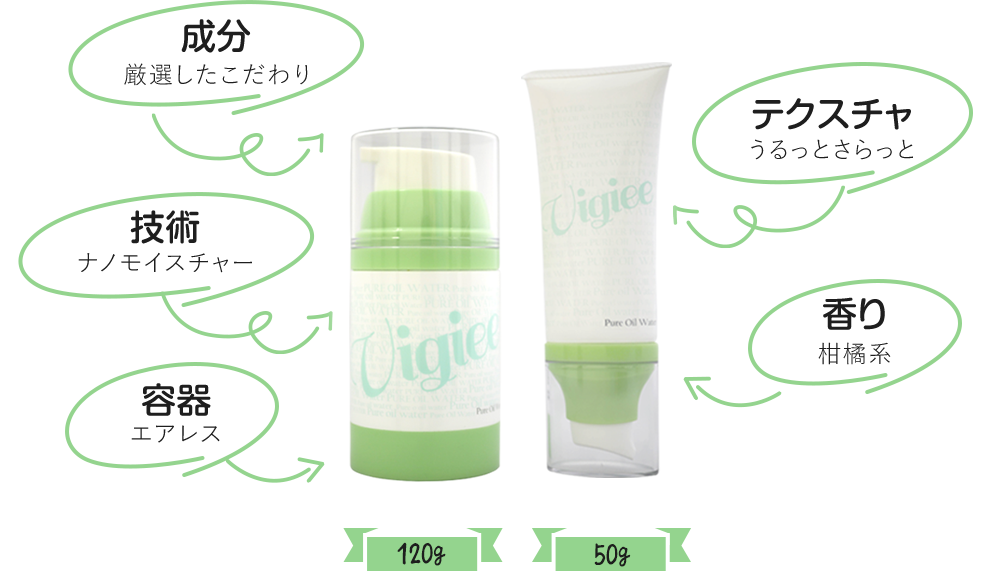 成分
厳選したこだわり
テクスチャ
うるっとさらっと
技術
ナノモイスチャー
香り
柑橘系
容器
エアレス
Vigiee
Pure Oil Water
Vigiee
Pure Oil
120g
50g